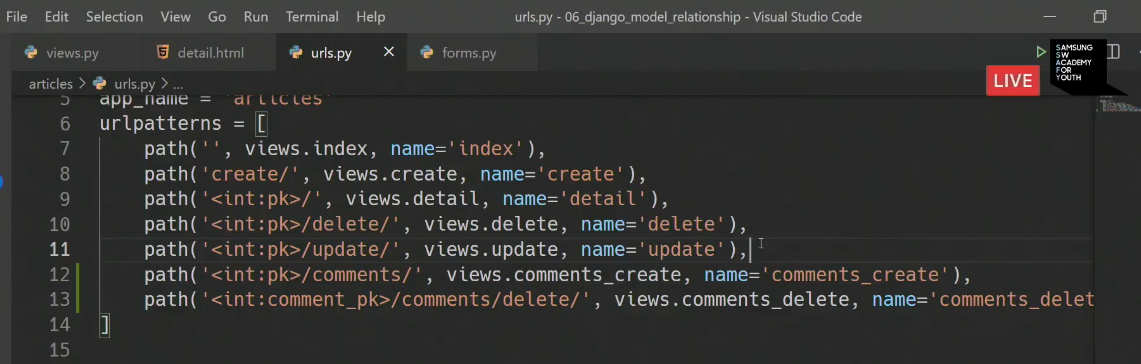 File Edit Selection View Go Run Terminal Help urls.py - 06_django_model_relationship - Visual Studio Code
views.py detail.html urls.py forms.py
SAMSUNG
SW
ACADEMY
FOR
YOUTH
LIVE
articles > urls.py > ...
5 app_name = 'articles'
6 urlpatterns = [
7 path('', views.index, name='index'),
8 path('create/', views.create, name='create'),
9 path('<int:pk>/', views.detail, name='detail'),
10 path('<int:pk>/delete/', views.delete, name='delete'),
11 path('<int:pk>/update/', views.update, name='update'),
12 path('<int:pk>/comments/', views.comments_create, name='comments_create'),
13 path('<int:comment_pk>/comments/delete/', views.comments_delete, name='comments_delet
14 ]
15